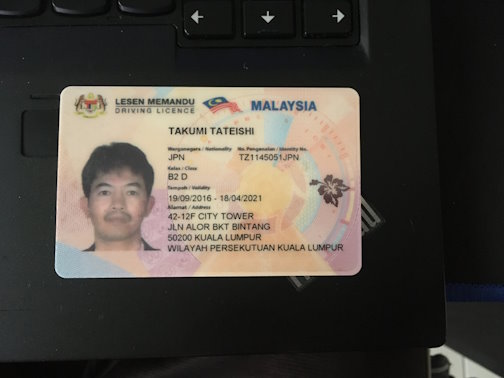 LESEN MEMANDU
DRIVING LICENCE
MALAYSIA
TAKUMI TATEISHI
Warganegara / Nationality No. Pengenalan / Identity No.
JPN TZ1145051JPN
Kelas / Class
B2 D
Tempoh / Validity
19/09/2016 - 18/04/2021
Alamat / Address
42-12F CITY TOWER
JLN ALOR BKT BINTANG
50200 KUALA LUMPUR
WILAYAH PERSEKUTUAN KUALA LUMPUR